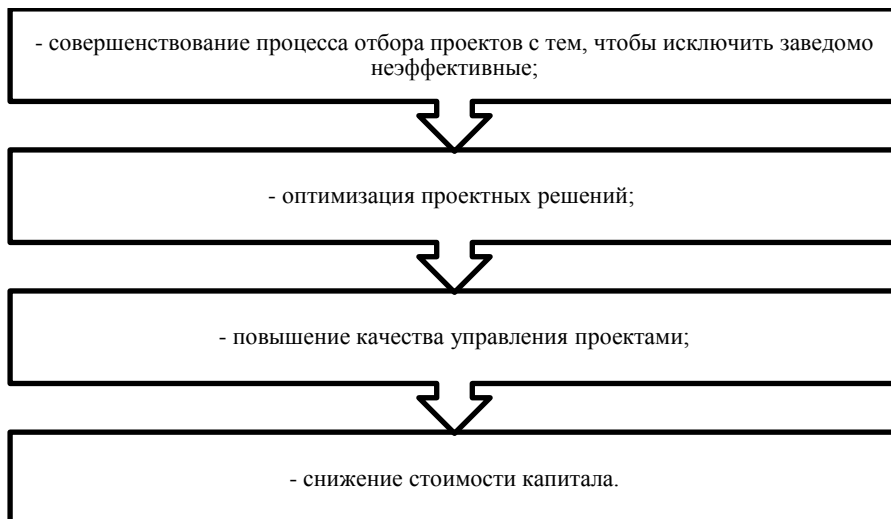 - совершенствование процесса отбора проектов с тем, чтобы исключить заведомо
неэффективные;
- оптимизация проектных решений;
- повышение качества управления проектами;
- снижение стоимости капитала.